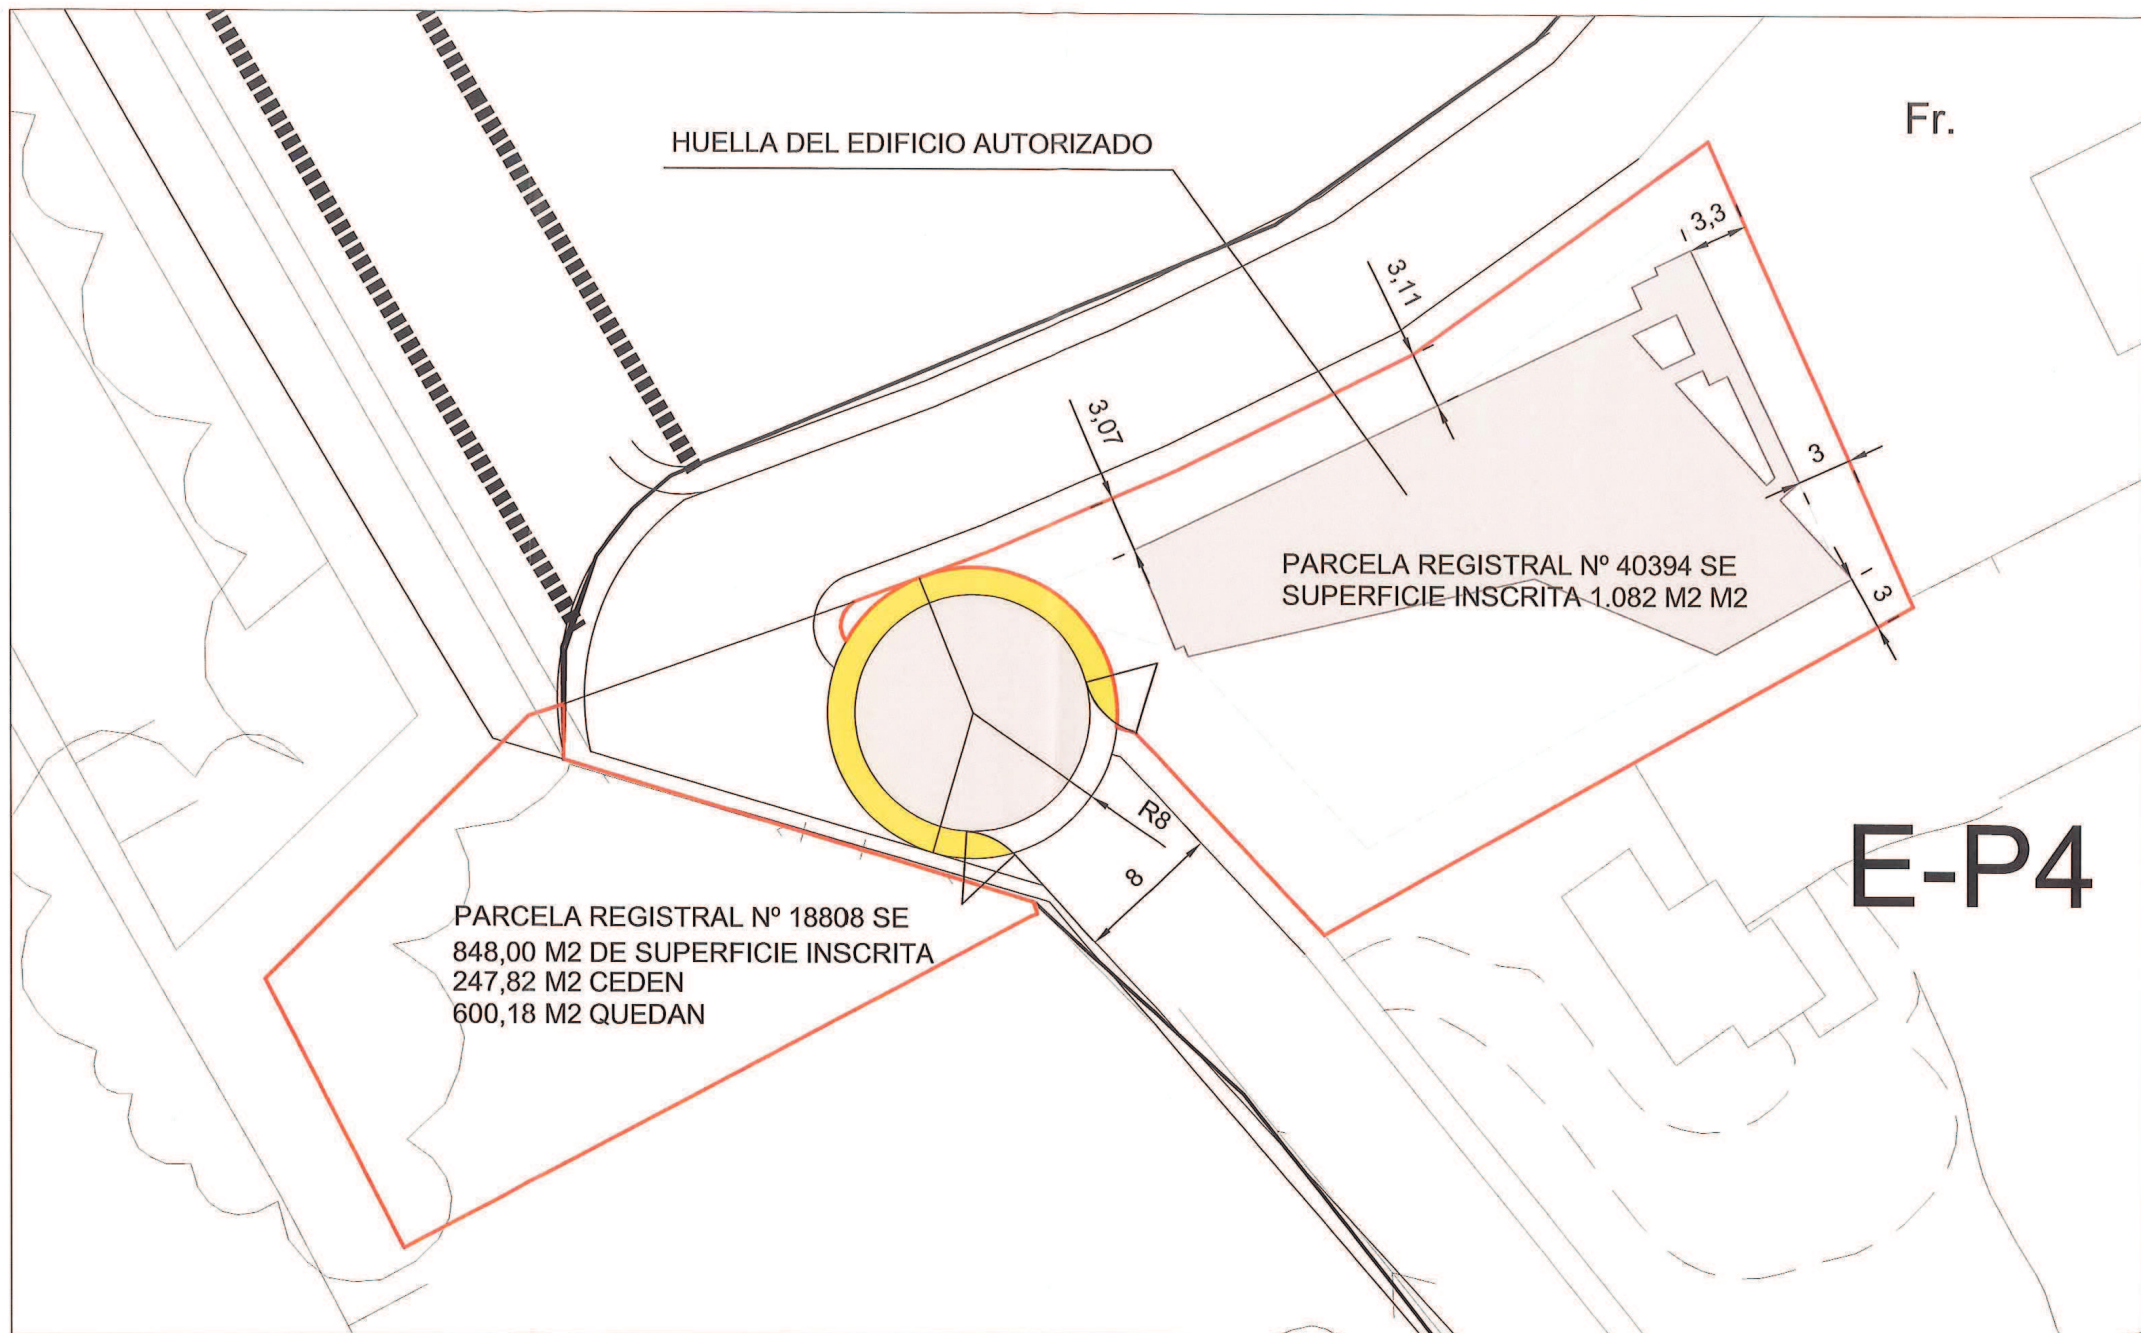 Fr.
HUELLA DEL EDIFICIO AUTORIZADO
3,3
3,11
3,07
3
PARCELA REGISTRAL Nº 40394 SE
SUPERFICIE INSCRITA 1.082 M2 M2
3
R8
8
E-P4
PARCELA REGISTRAL Nº 18808 SE
848,00 M2 DE SUPERFICIE INSCRITA
247,82 M2 CEDEN
600,18 M2 QUEDAN